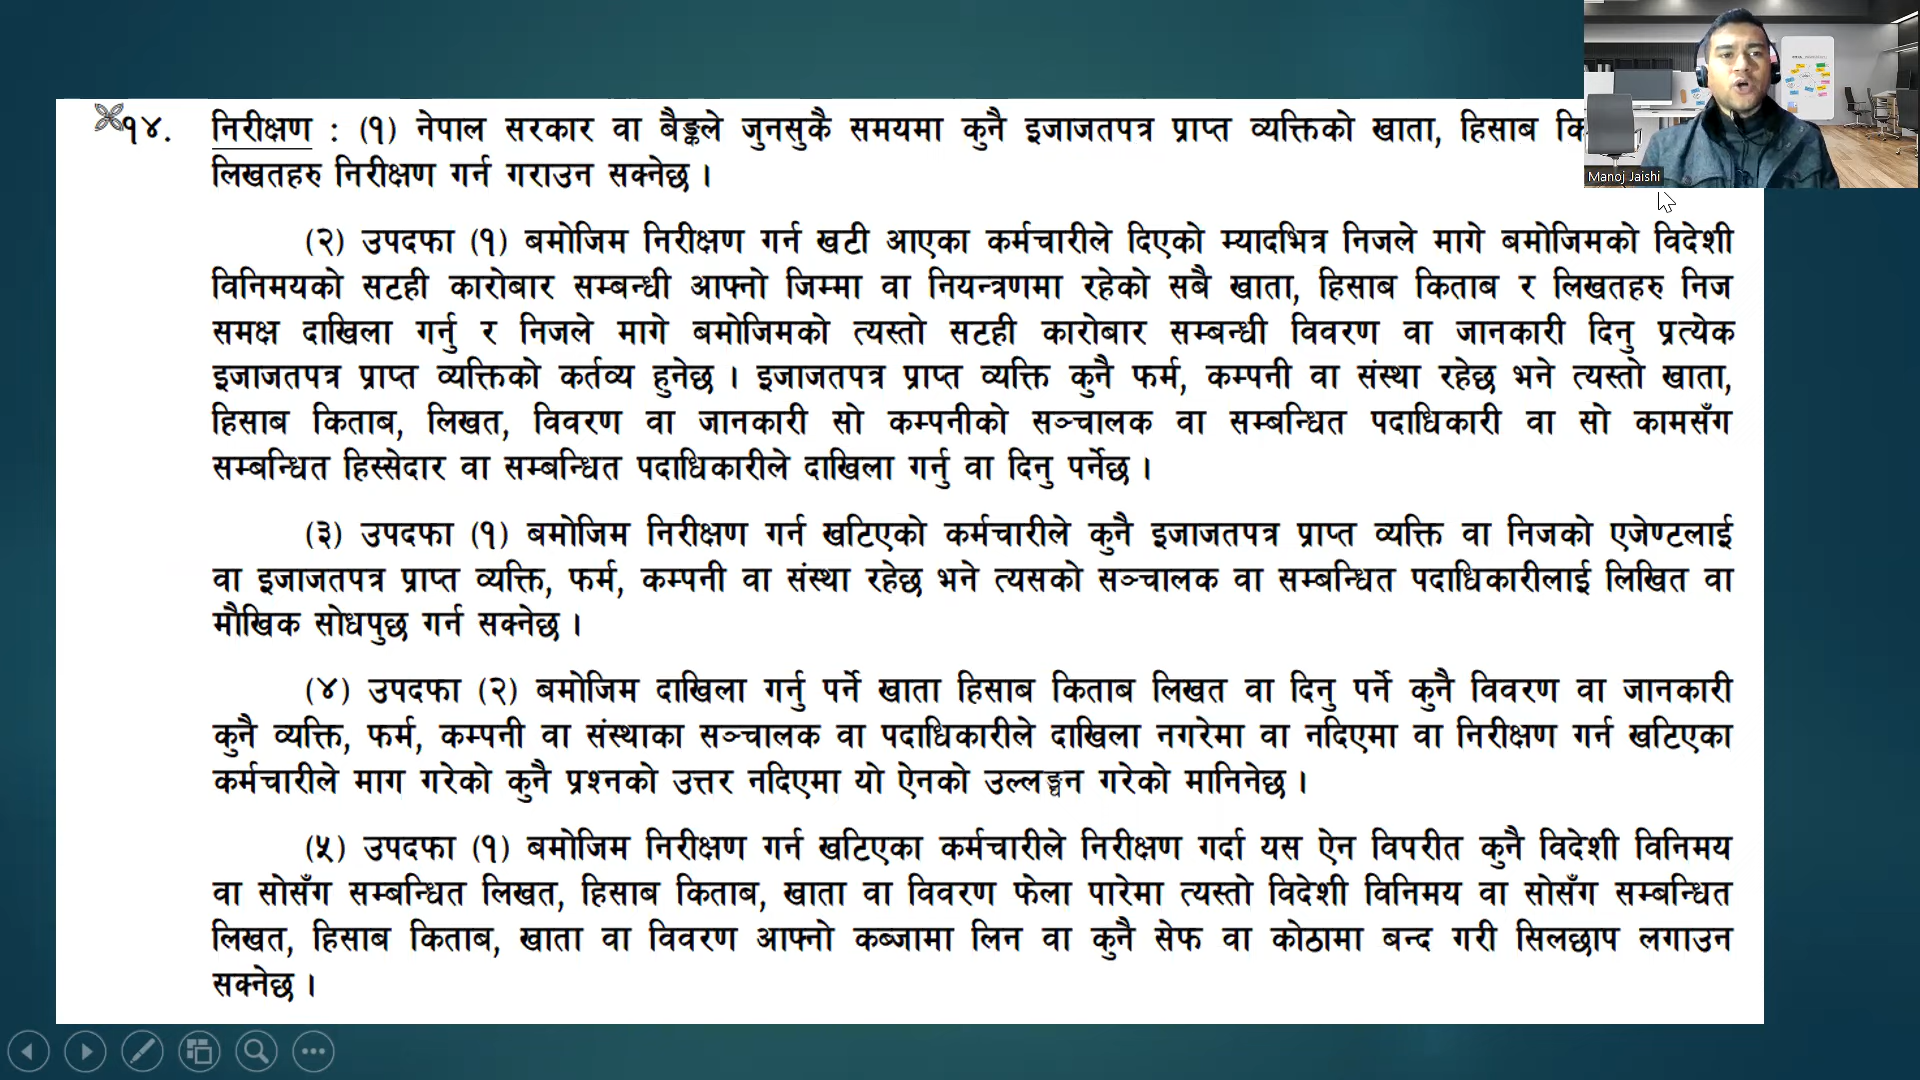 १४. निरीक्षण : (१) नेपाल सरकार वा बैङ्कले जुनसुकै समयमा कुनै इजाजतपत्र प्राप्त व्यक्तिको खाता, हिसाब
लिखतहरु निरीक्षण गर्न गराउन सक्नेछ ।
Manoj Jaishi
(२) उपदफा (१) बमोजिम निरीक्षण गर्न खटी आएका कर्मचारीले दिएको म्यादभित्र निजले मागे बमोजिमको विदेशी
विनिमयको सटही कारोबार सम्बन्धी आफ्नो जिम्मा वा नियन्त्रणमा रहेको सबै खाता, हिसाब किताब र लिखतहरु निज
समक्ष दाखिला गर्नु र निजले मागे बमोजिमको त्यस्तो सटही कारोबार सम्बन्धी विवरण वा जानकारी दिनु प्रत्येक
इजाजतपत्र प्राप्त व्यक्तिको कर्तव्य हुनेछ । इजाजतपत्र प्राप्त व्यक्ति कुनै फर्म, कम्पनी वा संस्था रहेछ भने त्यस्तो खाता,
हिसाब किताब, लिखत, विवरण वा जानकारी सो कम्पनीको सञ्चालक वा सम्बन्धित पदाधिकारी वा सो कामसँग
सम्बन्धित हिस्सेदार वा सम्बन्धित पदाधिकारीले दाखिला गर्नु वा दिनु पर्नेछ ।
(३) उपदफा (१) बमोजिम निरीक्षण गर्न खटिएको कर्मचारीले कुनै इजाजतपत्र प्राप्त व्यक्ति वा निजको एजेण्टलाई
वा इजाजतपत्र प्राप्त व्यक्ति, फर्म, कम्पनी वा संस्था रहेछ भने त्यसको सञ्चालक वा सम्बन्धित पदाधिकारीलाई लिखित वा
मौखिक सोधपुछ गर्न सक्नेछ ।
(४) उपदफा (२) बमोजिम दाखिला गर्नु पर्ने खाता हिसाब किताब लिखत वा दिनु पर्ने कुनै विवरण वा जानकारी
कुनै व्यक्ति, फर्म, कम्पनी वा संस्थाका सञ्चालक वा पदाधिकारीले दाखिला नगरेमा वा नदिएमा वा निरीक्षण गर्न खटिएका
कर्मचारीले माग गरेको कुनै प्रश्नको उत्तर नदिएमा यो ऐनको उल्लङ्घन गरेको मानिनेछ ।
(५) उपदफा (१) बमोजिम निरीक्षण गर्न खटिएका कर्मचारीले निरीक्षण गर्दा यस ऐन विपरीत कुनै विदेशी विनिमय
वा सोसँग सम्बन्धित लिखत, हिसाब किताब, खाता वा विवरण फेला पारेमा त्यस्तो विदेशी विनिमय वा सोसँग सम्बन्धित
लिखत, हिसाब किताब, खाता वा विवरण आफ्नो कब्जामा लिन वा कुनै सेफ वा कोठामा बन्द गरी सिलछाप लगाउन
सक्नेछ ।